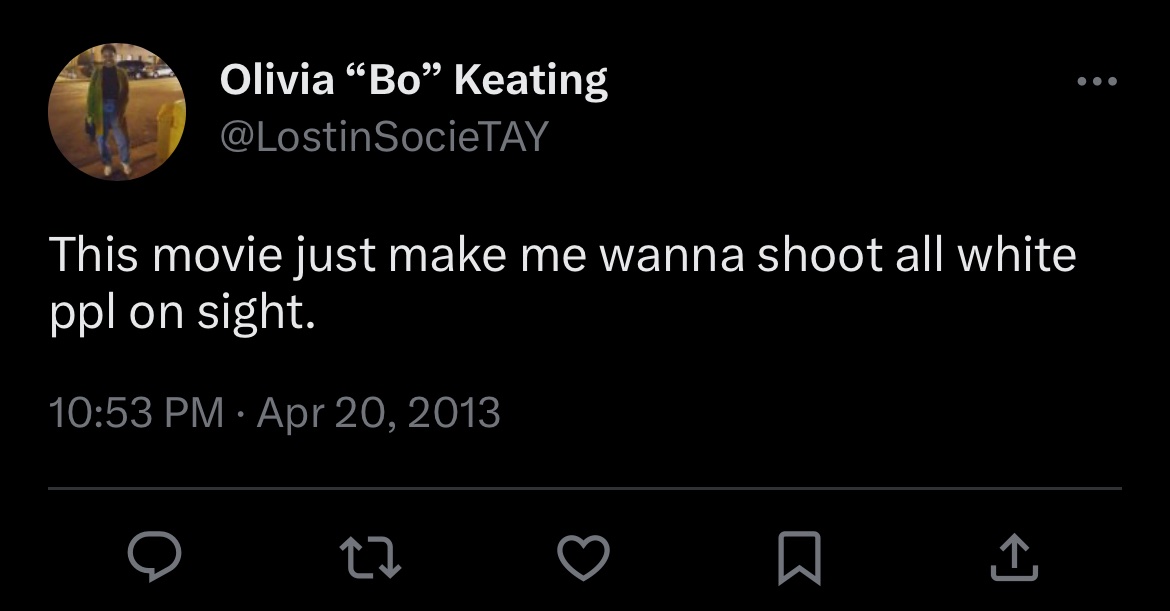 Olivia “Bo” Keating
@LostinSocieTAY
This movie just make me wanna shoot all white
ppl on sight.
10:53 PM · Apr 20, 2013